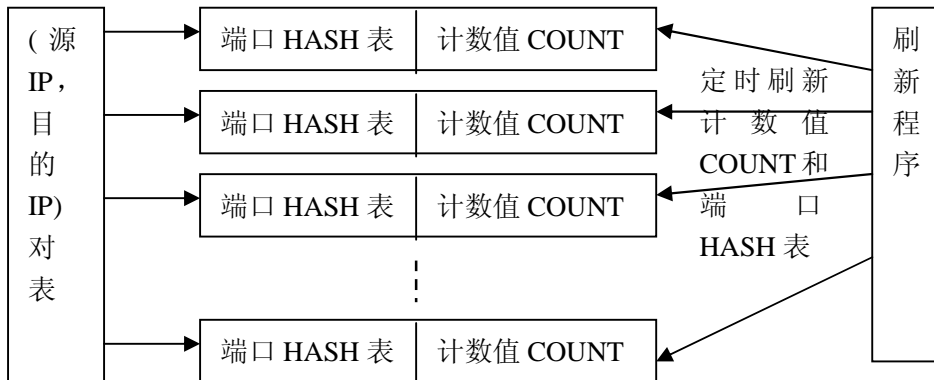 (源
IP，
目
的
IP)
对
表
端口 HASH 表 计数值 COUNT
端口 HASH 表 计数值 COUNT
端口 HASH 表 计数值 COUNT
端口 HASH 表 计数值 COUNT
定时刷新
计数值
COUNT 和
端口
HASH 表
刷
新
程
序